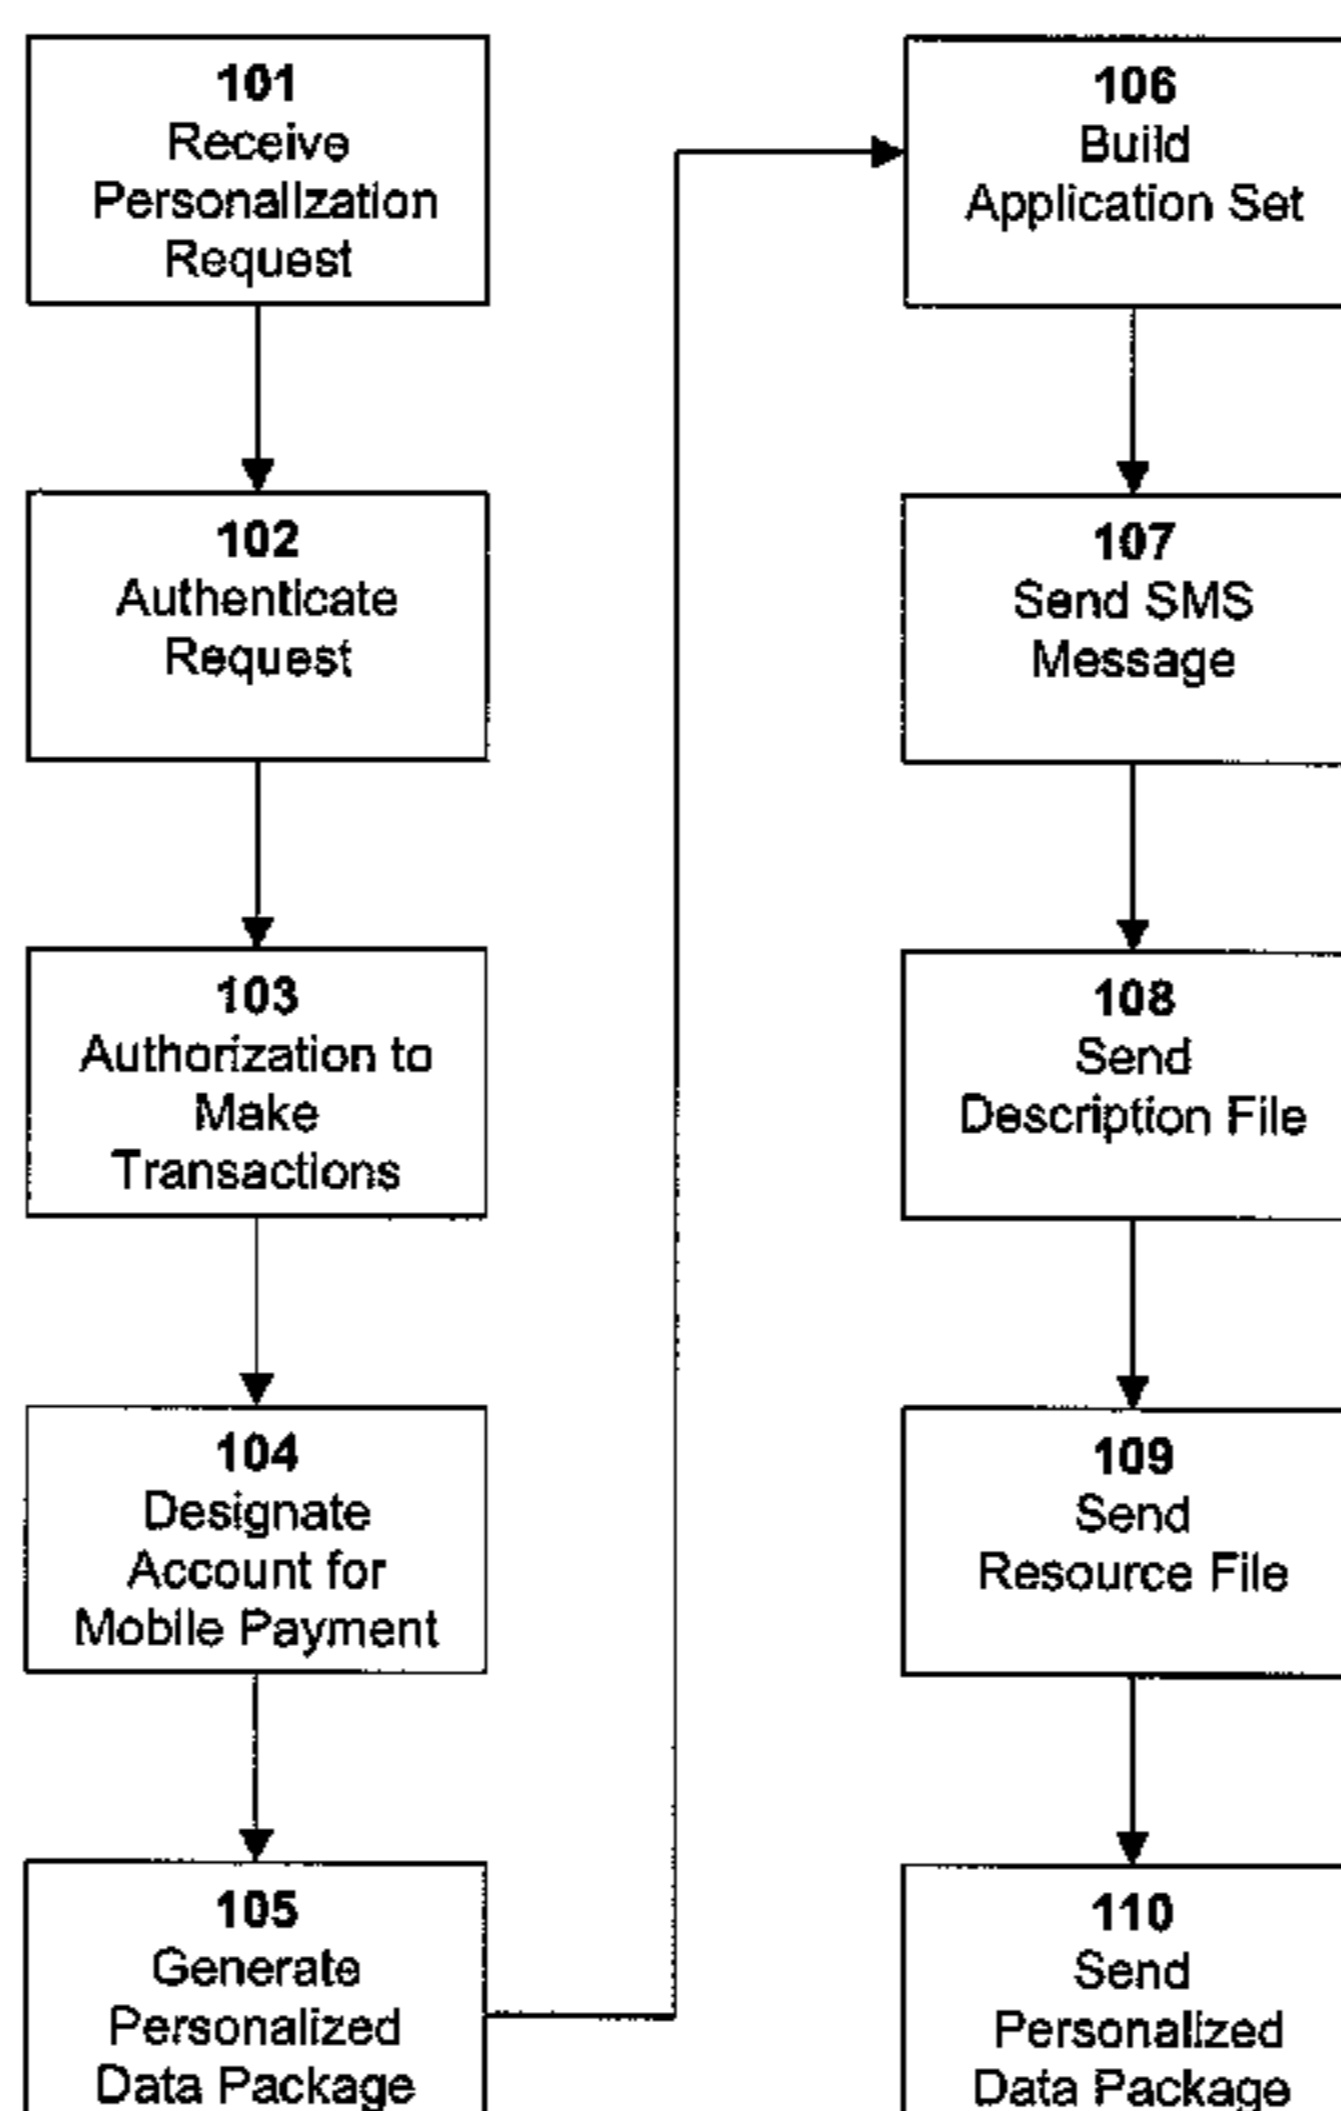 101
Receive
Personalization
Request
102
Authenticate
Request
103
Authorization to
Make
Transactions
104
Designate
Account for
Mobile Payment
105
Generate
Personalized
Data Package
106
Build
Application Set
107
Send SMS
Message
108
Send
Description File
109
Send
Resource File
110
Send
Personalized
Data Package